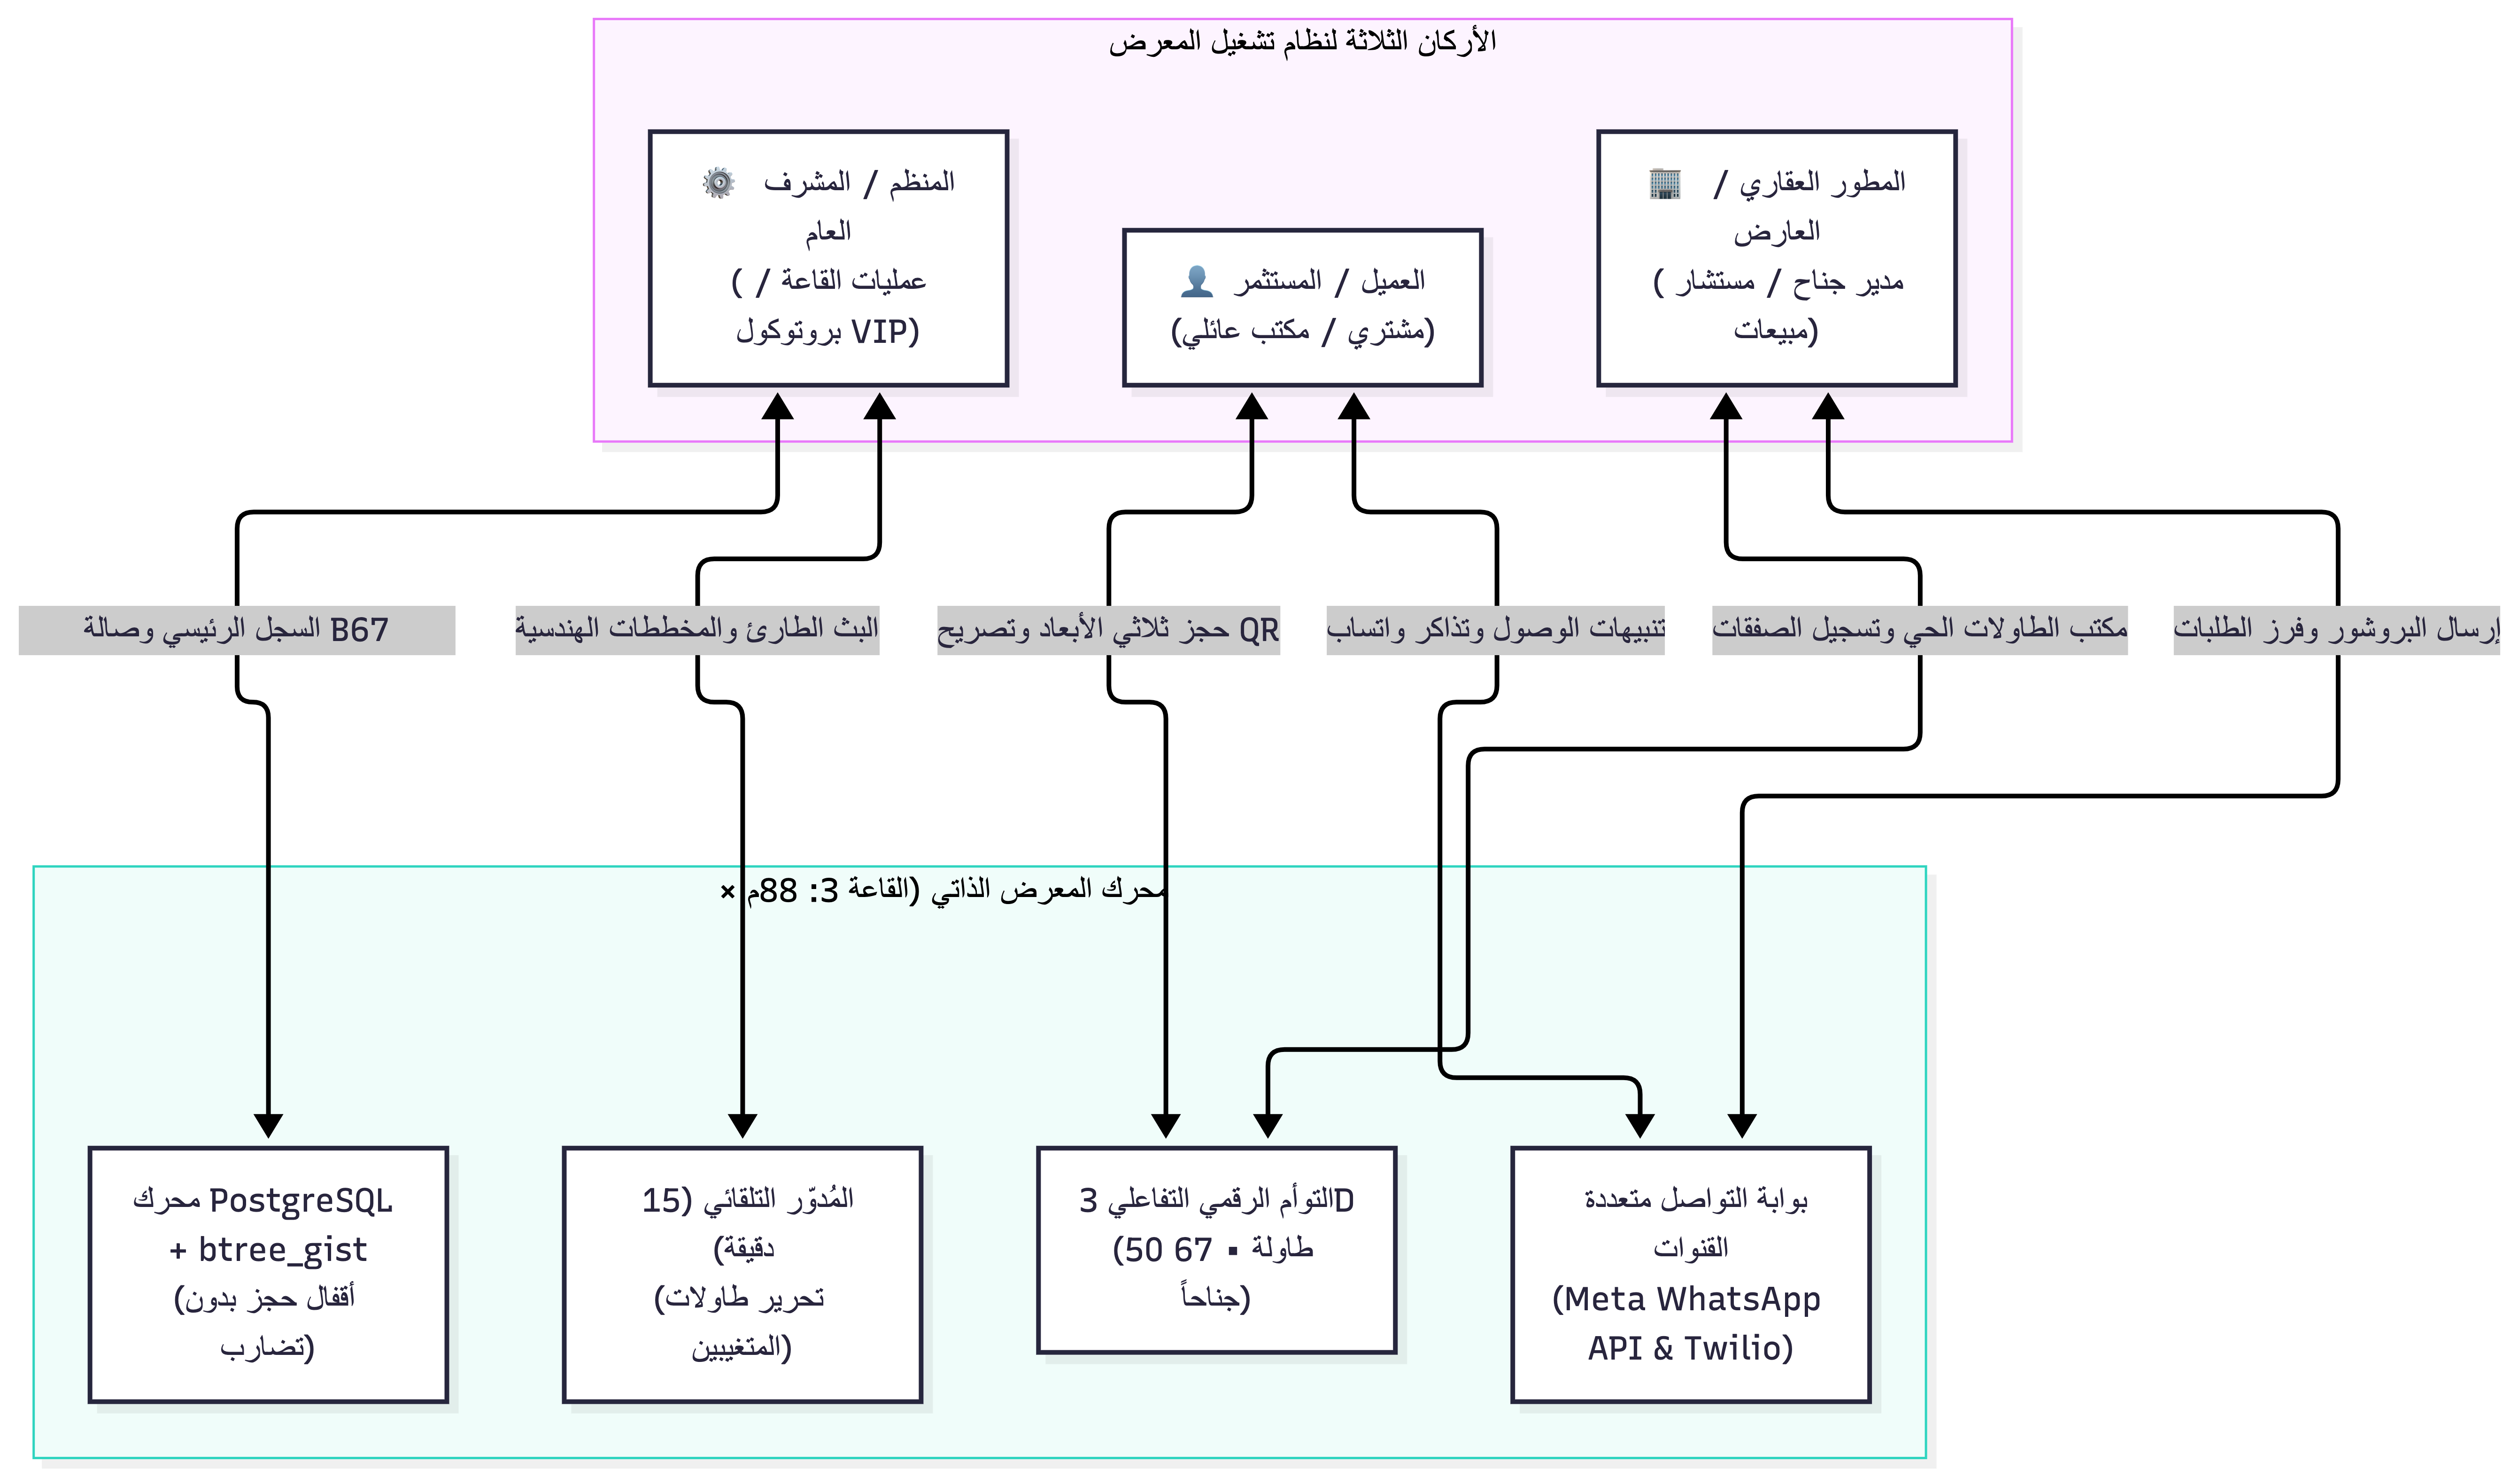 الأركان الثلاثة لنظام تشغيل المعرض
المنظم / المشرف
العام
عمليات القاعة / )
بروتوكول VIP)
العميل / المستثمر
(مشتري / مكتب عائلي)
المطور العقاري /
العارض
مدير جناح / مستشار )
مبيعات)
السجل الرئيسي وصالة B67
البث الطارئ والمخططات الهندسية
حجز ثلاثي الأبعاد وتصريح QR
تنبيهات الوصول وتذاكر واتساب
مكتب الطاولات الحي وتسجيل الصفقات
إرسال البروشور وفرز الطلبات
محرك المعرض الذاتي (القاعة 3: 88م ×
محرك PostgreSQL
+ btree_gist
(أقفال حجز بدون
تضارب)
المُدوّر التلقائي (15
دقيقة)
(تحرير طاولات
المتغيبين)
التوأم الرقمي التفاعلي 3D
(50 طاولة • 67
جناحاً)
بوابة التواصل متعددة
القنوات
(Meta WhatsApp
API & Twilio)